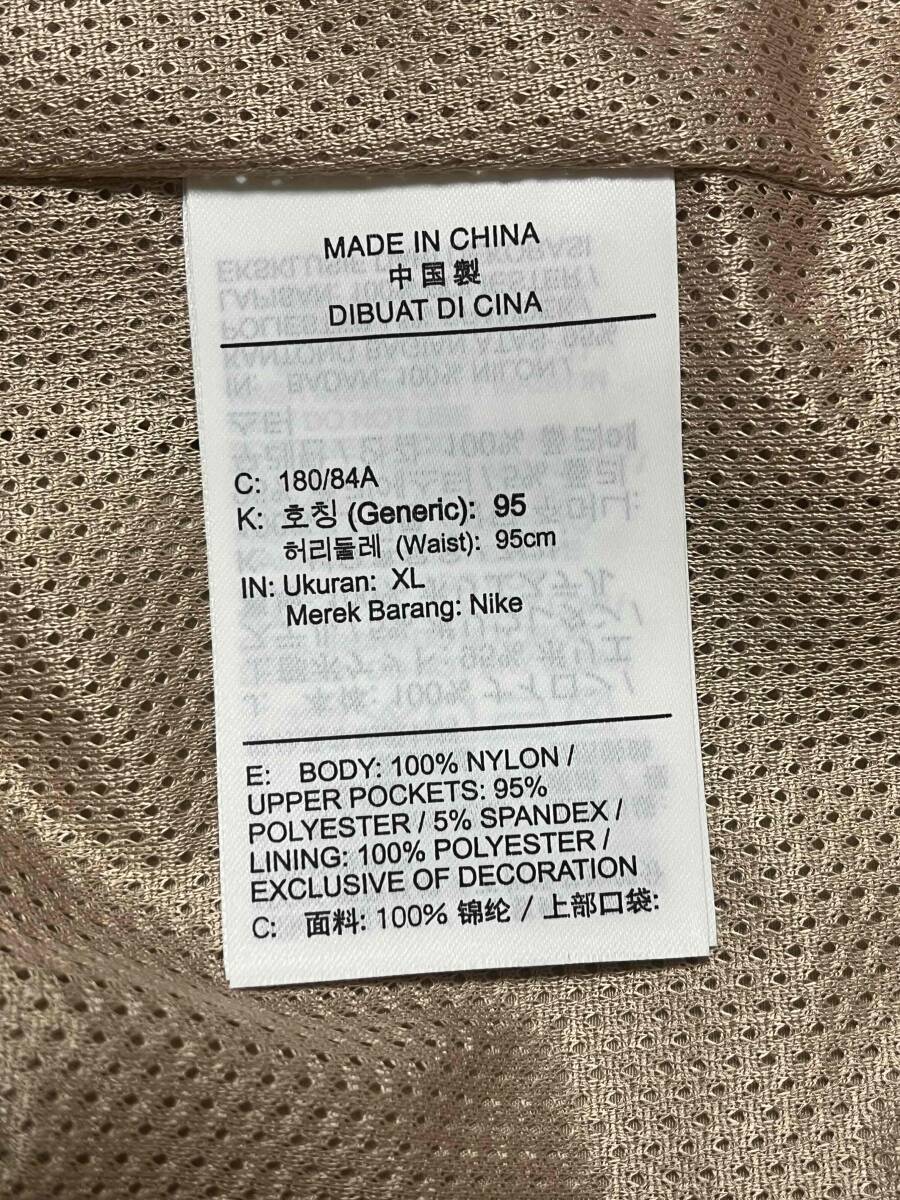 MADE IN CHINA
中国製
DIBUAT DI CINA
C: 180/84A
K: 호칭 (Generic): 95
허리둘레 (Waist): 95cm
IN: Ukuran: XL
Merek Barang: Nike
E: BODY: 100% NYLON /
UPPER POCKETS: 95%
POLYESTER / 5% SPANDEX /
LINING: 100% POLYESTER /
EXCLUSIVE OF DECORATION
C: 面料: 100% 锦纶 / 上部口袋: